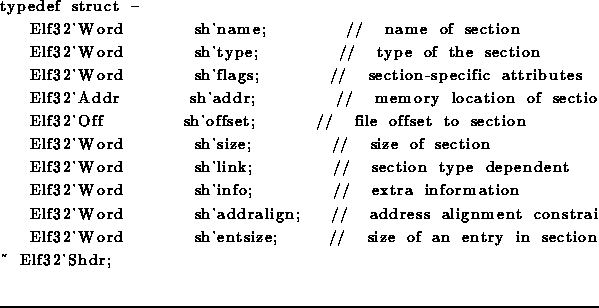 typedef struct –
Elf32`Word sh`name; // name of section
Elf32`Word sh`type; // type of the section
Elf32`Word sh`flags; // section-specific attributes
Elf32`Addr sh`addr; // memory location of sectio
Elf32`Off sh`offset; // file offset to section
Elf32`Word sh`size; // size of section
Elf32`Word sh`link; // section type dependent
Elf32`Word sh`info; // extra information
Elf32`Word sh`addralign; // address alignment constrai
Elf32`Word sh`entsize; // size of an entry in section
~ Elf32`Shdr;